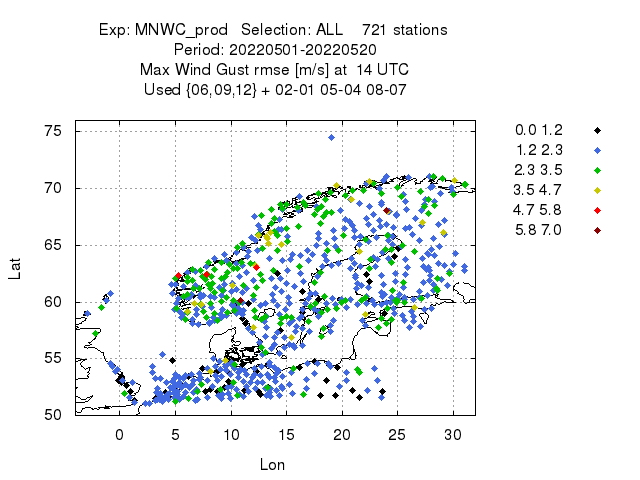 Exp: MNWC_prod   Selection: ALL    721 stations
Period: 20220501-20220520
Max Wind Gust rmse [m/s] at  14 UTC
Used {06,09,12} + 02-01 05-04 08-07
0.0 1.2
1.2 2.3
2.3 3.5
3.5 4.7
4.7 5.8
5.8 7.0
75
70
65
60
55
50
Lat
0 5 10 15 20 25 30
Lon